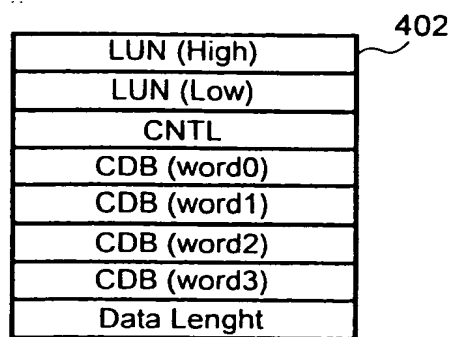 402
LUN (High)
LUN (Low)
CNTL
CDB (word0)
CDB (word1)
CDB (word2)
CDB (word3)
Data Lenght